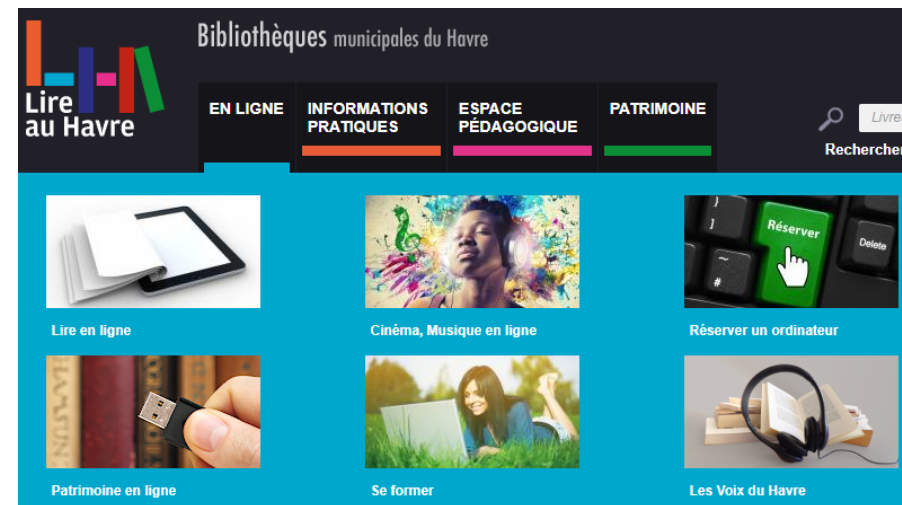 Bibliothèques municipales du Havre
Lire
au Havre
EN LIGNE
INFORMATIONS
PRATIQUES
ESPACE
PÉDAGOGIQUE
PATRIMOINE
Rechercher
Réserver
Delete
}
]
~
#
Lire en ligne
Cinéma, Musique en ligne
Réserver un ordinateur
HAMSUN
Patrimoine en ligne
Se former
Les Voix du Havre